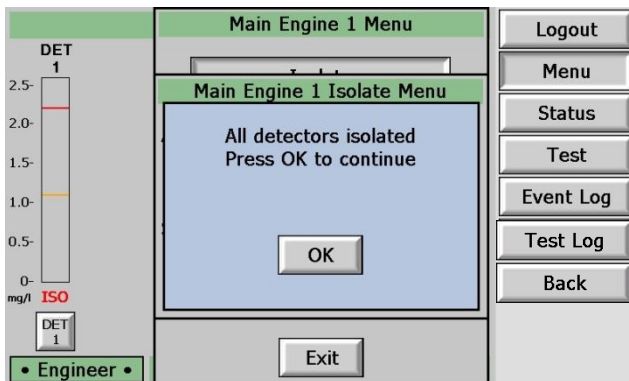 DET
1
2.5-
2.0-
1.5-
1.0-
0.5-
0-
mg/l ISO
DET
1
• Engineer •
Main Engine 1 Menu
Main Engine 1 Isolate Menu
All detectors isolated
Press OK to continue
OK
Exit
Logout
Menu
Status
Test
Event Log
Test Log
Back